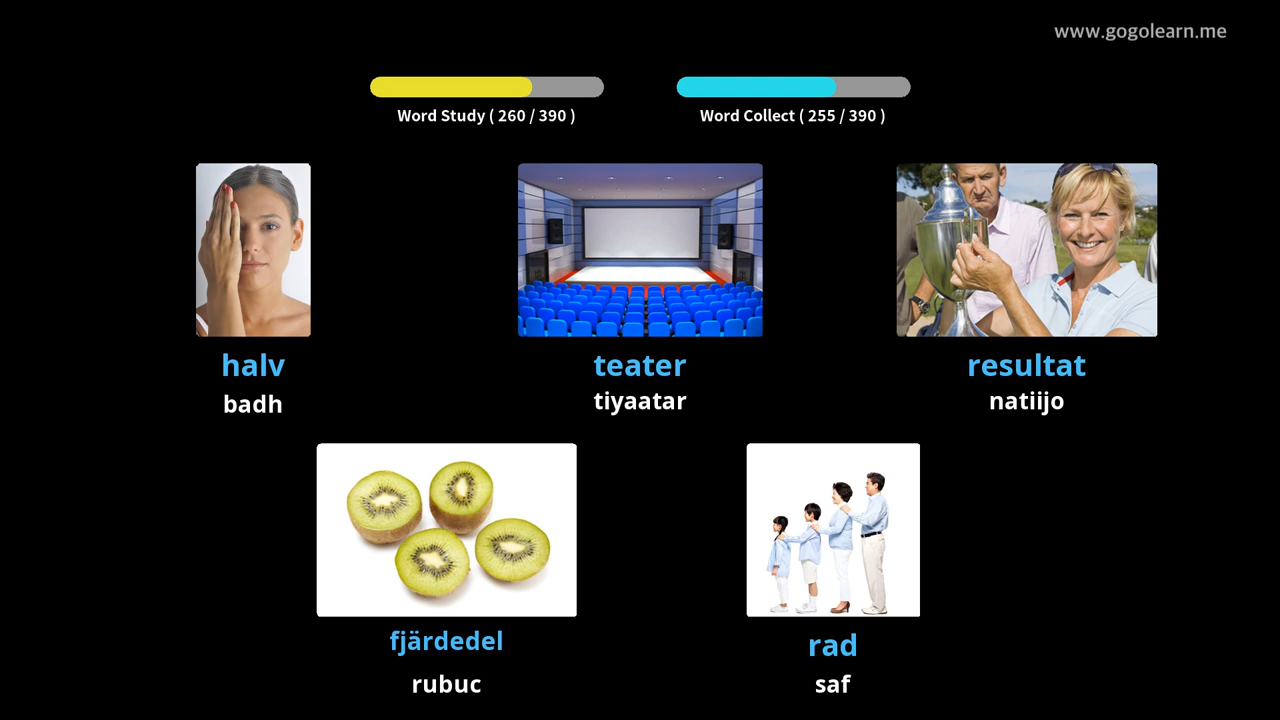 www.gogolearn.me
Word Study ( 260 / 390 )
Word Collect ( 255 / 390 )
halv
badh
teater
tiyaatar
resultat
natiijo
fjärdedel
rubuc
rad
saf